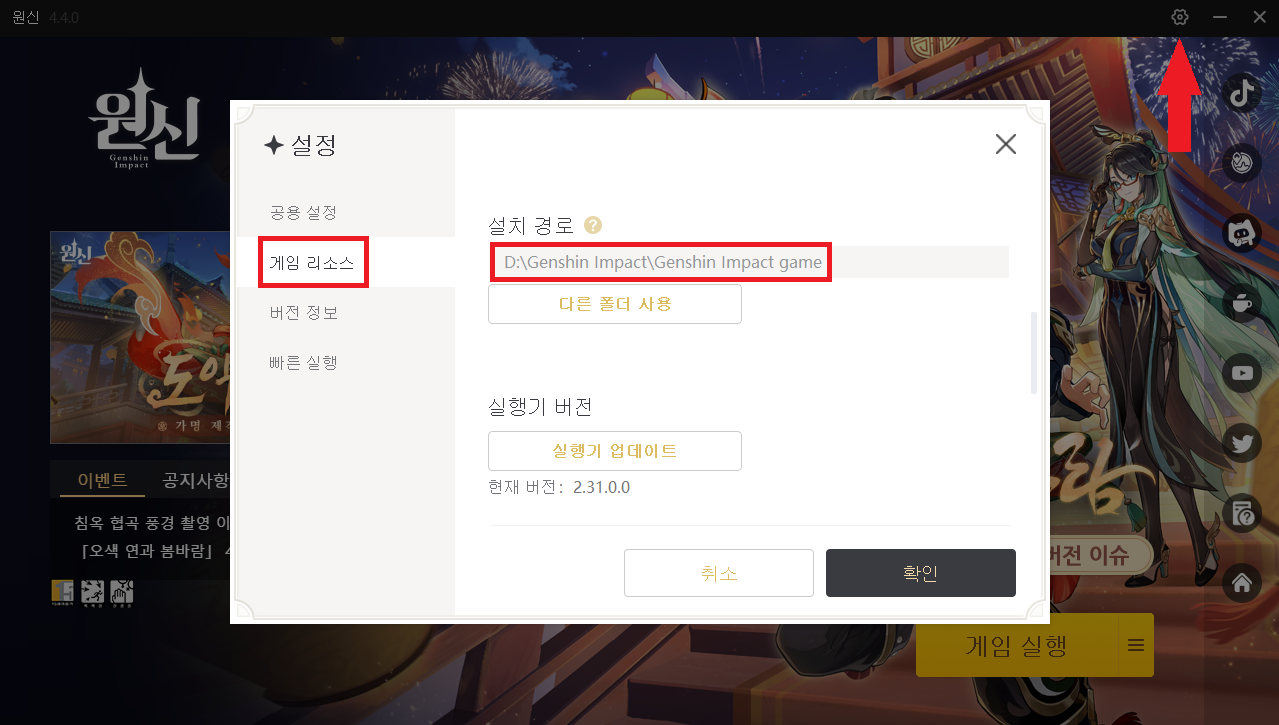 원신 4.4.0
원신
Genshin
Impact
설정
공용 설정
게임 리소스
버전 정보
빠른 실행
설치 경로 ?
D:\Genshin Impact\Genshin Impact game
다른 폴더 사용
실행기 버전
실행기 업데이트
현재 버전: 2.31.0.0
취소
확인
원신
가명 제
이벤트 공지사항
침옥 협곡 풍경 촬영 이
「오색 연과 봄바람」 4
버전 이슈
게임 실행